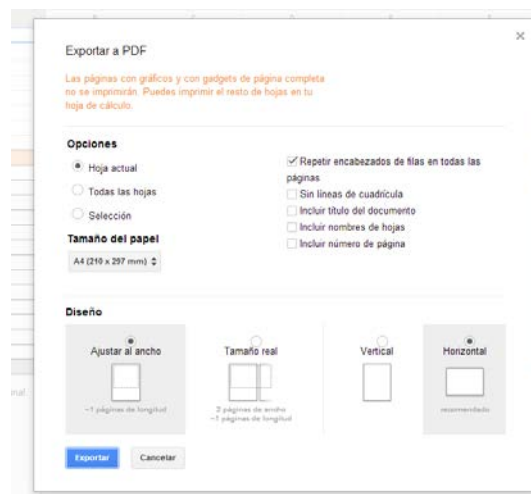 Exportar a PDF
Las páginas con gráficos y con gadgets de página completa
no se imprimirán. Puedes imprimir el resto de hojas en tu
hoja de cálculo.
Opciones
Hoja actual
Todas las hojas
Selección
Repetir encabezados de filas en todas las
páginas
Sin líneas de cuadrícula
Incluir título del documento
Incluir nombres de hojas
Incluir número de página
Tamaño del papel
A4 (210 x 297 mm)
Diseño
Ajustar al ancho
~1 páginas de longitud
Tamaño real
2 páginas de ancho
~1 páginas de longitud
Vertical
Horizontal
recomendado
Exportar
Cancelar